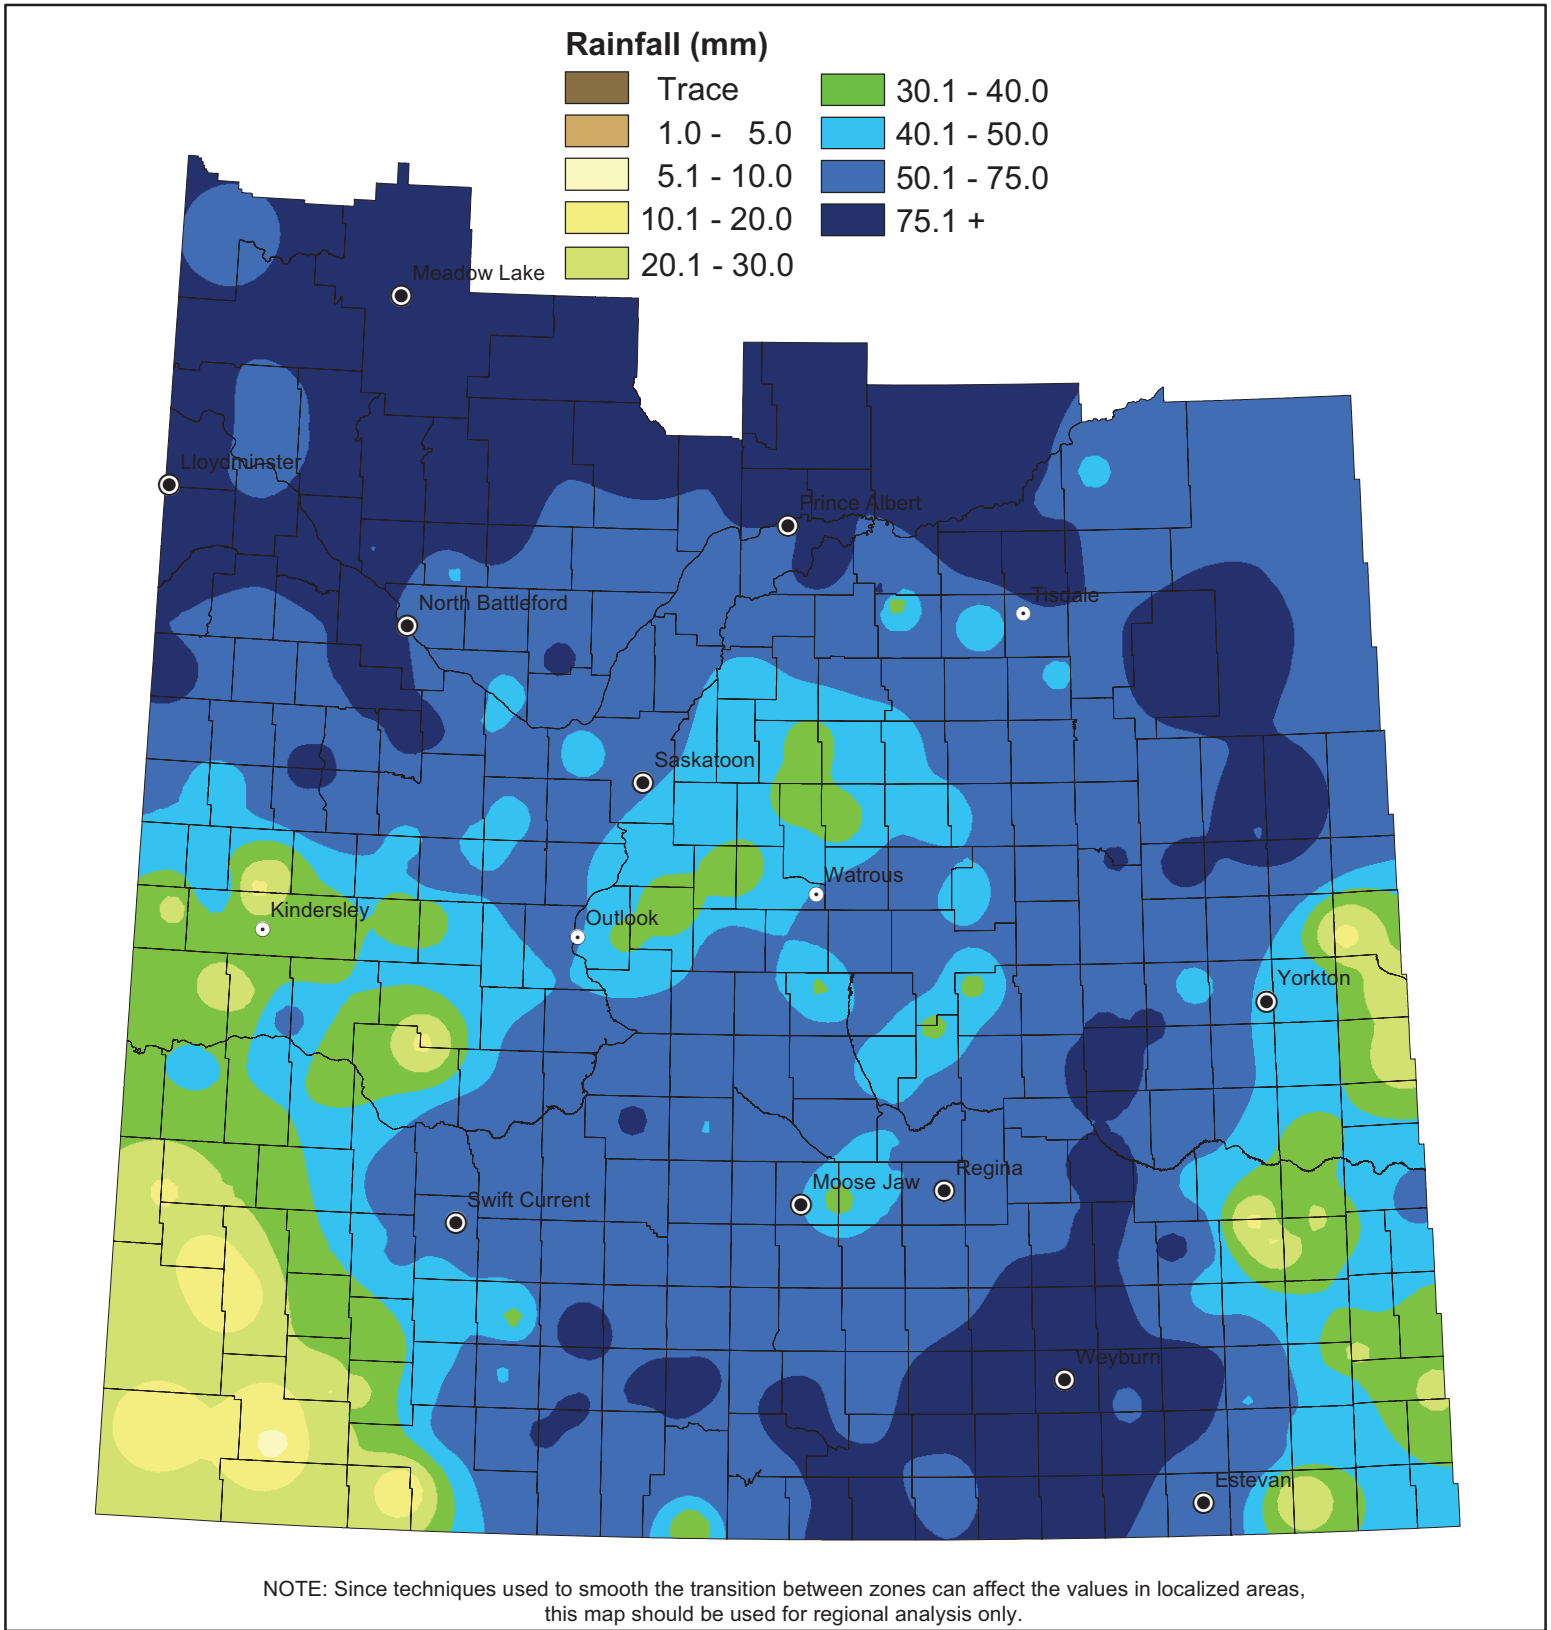 Rainfall (mm)
Trace
1.0 - 5.0
5.1 - 10.0
10.1 - 20.0
20.1 - 30.0
30.1 - 40.0
40.1 - 50.0
50.1 - 75.0
75.1 +
Meadow Lake
Lloydminster
Prince Albert
Tisdale
North Battleford
Saskatoon
Watrous
Kindersley
Outlook
Yorkton
Regina
Moose Jaw
Swift Current
Weyburn
Estevan
NOTE: Since techniques used to smooth the transition between zones can affect the values in localized areas,
this map should be used for regional analysis only.